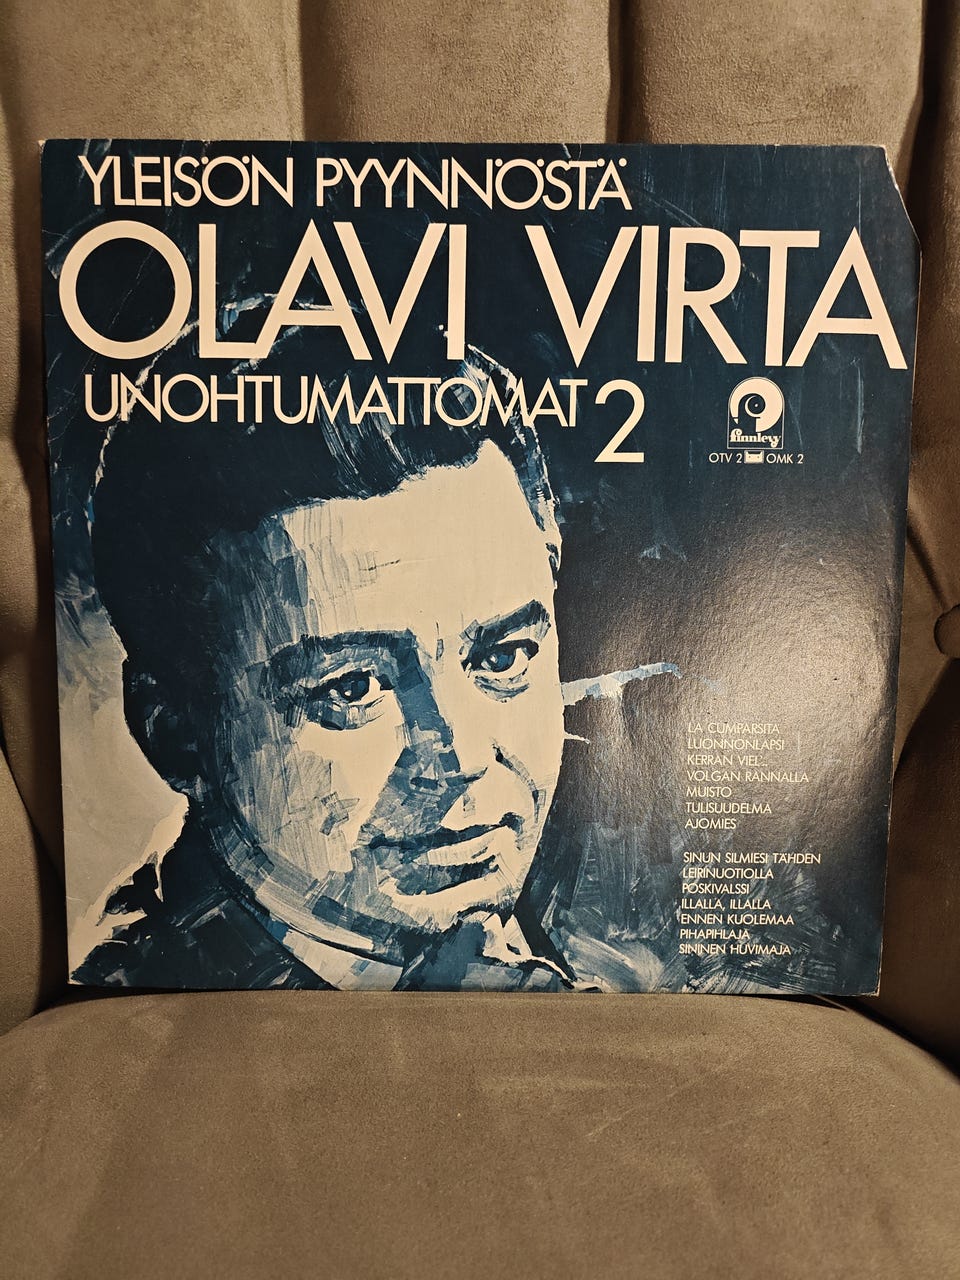 YLEISÖN PYYNNÖSTÄ
OLAVI VIRTA
UNOHTUMATTOMAT 2
finnlevy
OTV 2 OMK 2
LA CUMPARSITA
LUONNONLAPSI
KERRAN VIEL'..
VOLGAN RANNALLA
MUISTO
TULISUUDELMA
AJOMIES
SINUN SILMIESI TÄHDEN
LEIRINUOTIOLLA
POSKIVALSSI
ILLALLA, ILLALLA
ENNEN KUOLEMAA
PIHAPIHLAJA
SININEN HUVIMAJA